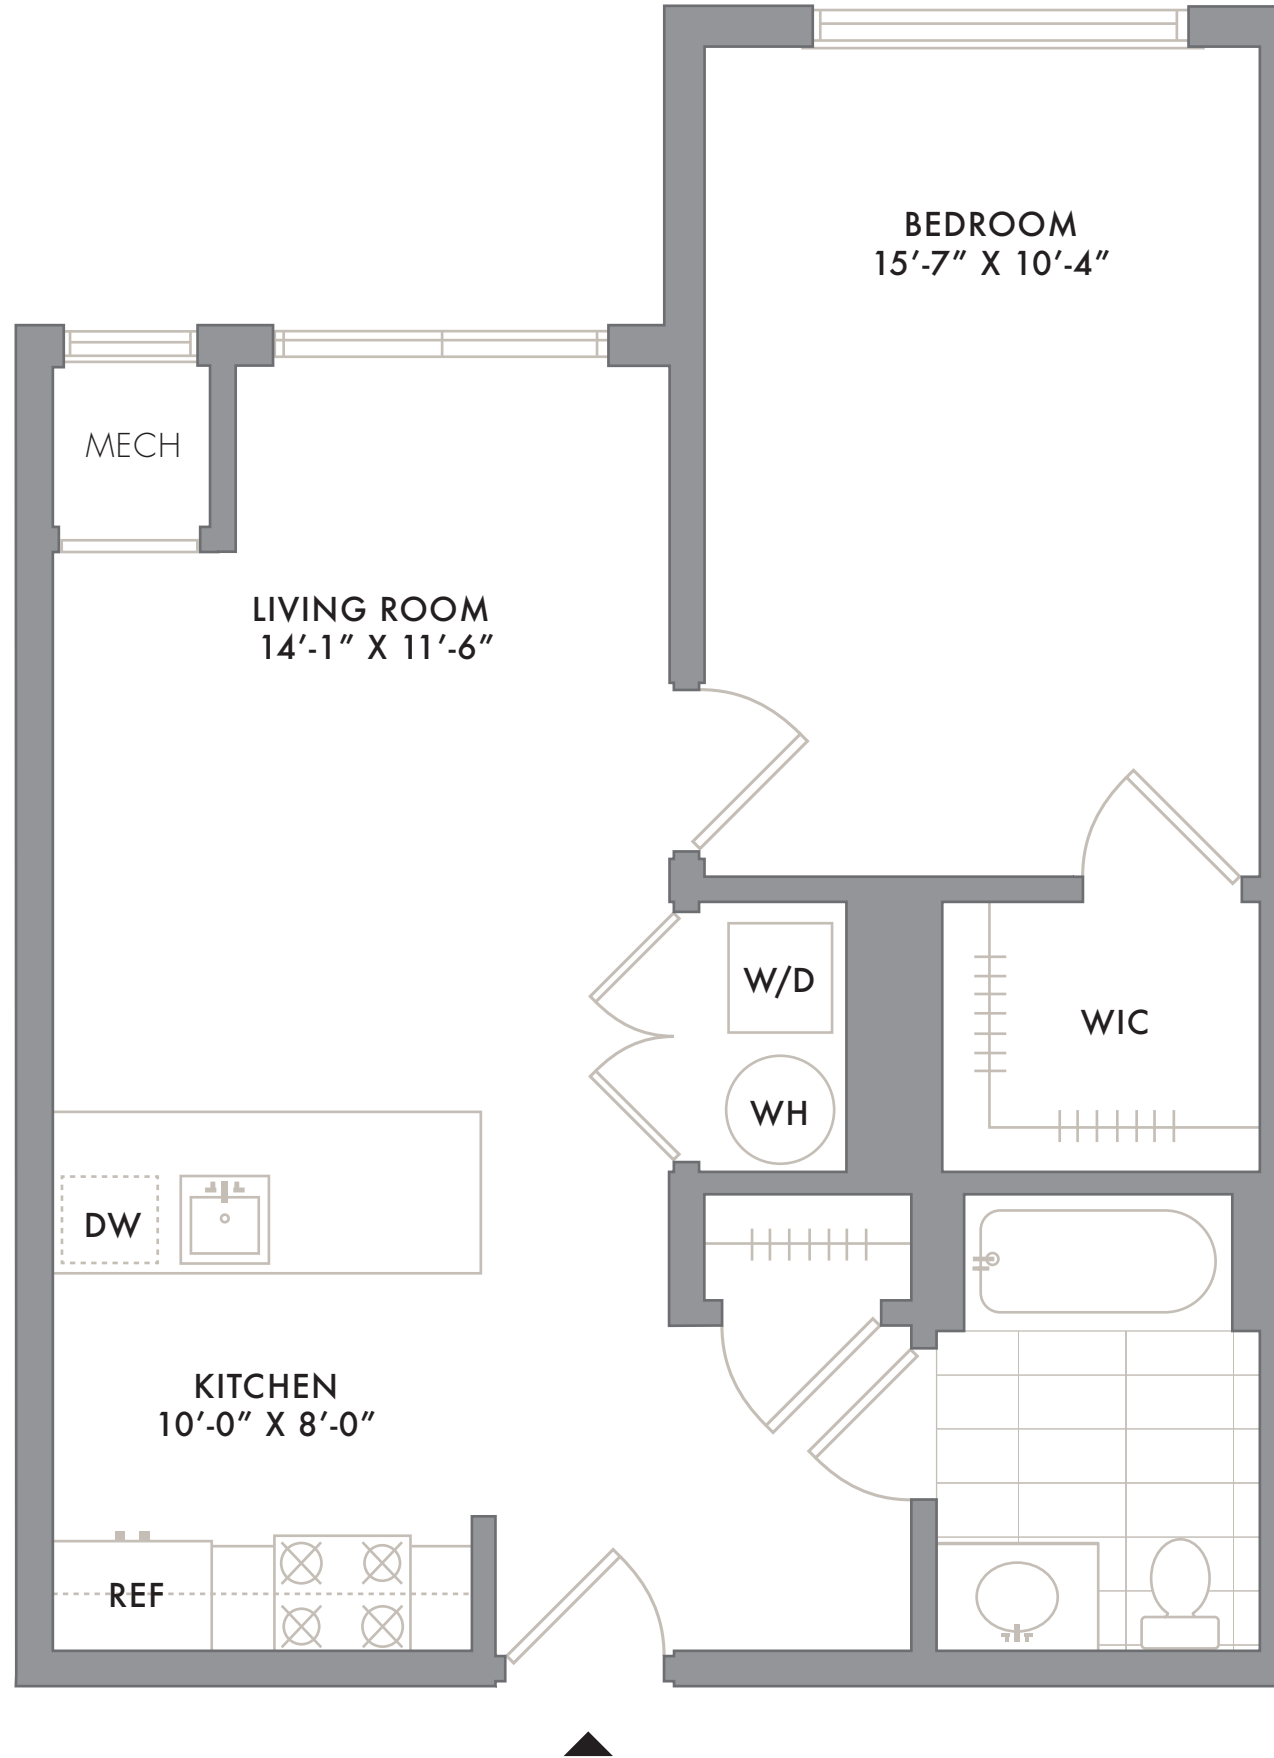 BEDROOM
15′-7″ X 10′-4″
MECH
LIVING ROOM
14′-1″ X 11′-6″
W/D
WIC
WH
DW
KITCHEN
10′-0″ X 8′-0″
REF